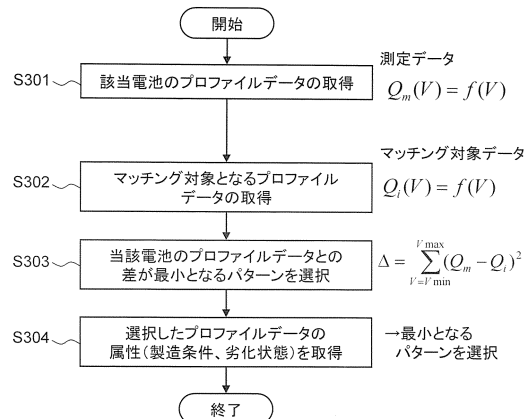 開始
測定データ
S301
該当電池のプロファイルデータの取得
Qm(V) = f(V)
マッチング対象データ
S302
マッチング対象となるプロファイル
データの取得
Qi(V) = f(V)
S303
当該電池のプロファイルデータとの
差が最小となるパターンを選択
Δ = Σ_{V=Vmin}^{Vmax} (Qm − Qi)²
S304
選択したプロファイルデータの
属性(製造条件、劣化状態)を取得
→最小となる
パターンを選択
終了